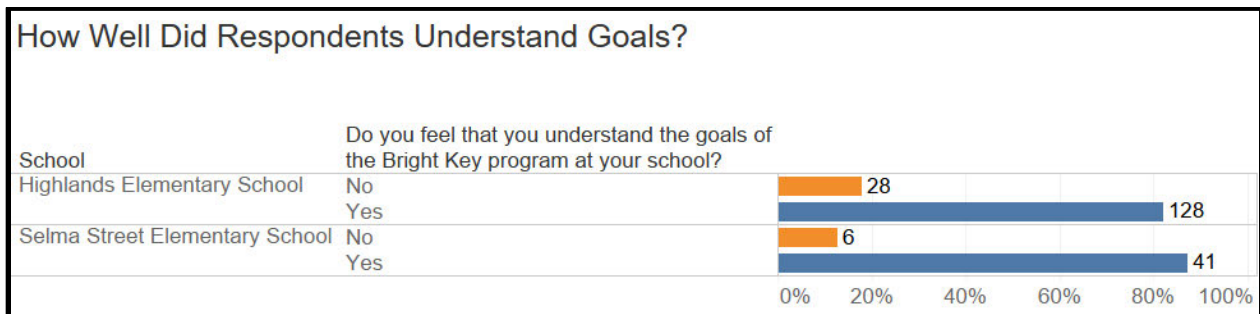 How Well Did Respondents Understand Goals?
Do you feel that you understand the goals of
School the Bright Key program at your school?
Highlands Elementary School No 28
Yes 128
Selma Street Elementary School No 6
Yes 41
0% 20% 40% 60% 80% 100%